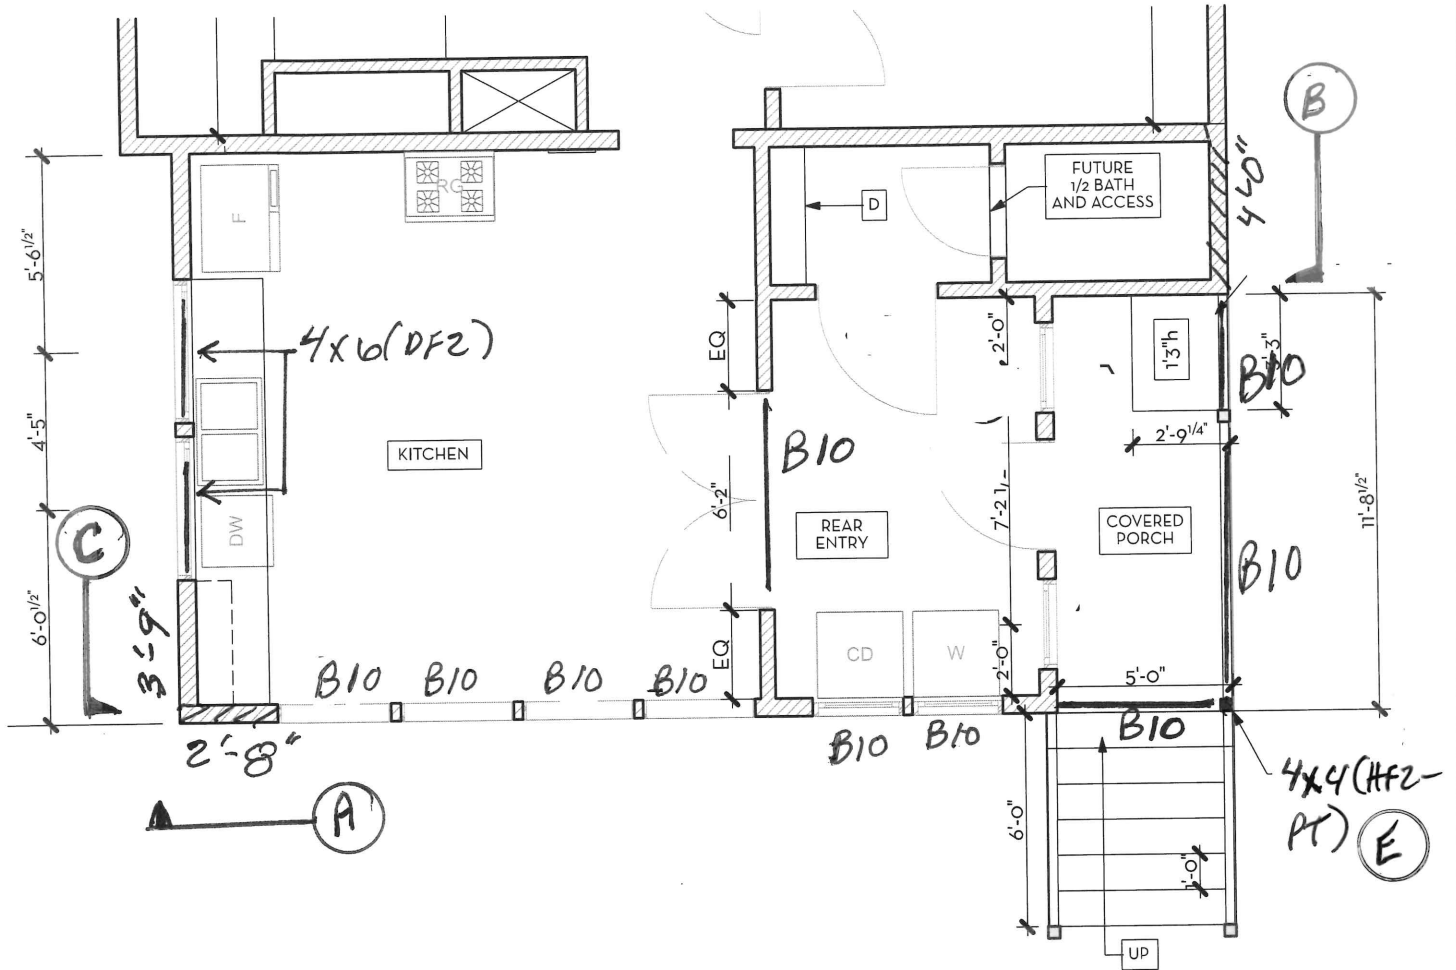 B
FUTURE
1/2 BATH
AND ACCESS
D
RG
F
4'-0"
5'-6 1/2"
4X6(DF2)
EQ
2'-0"
1'3"h
B10
4'-5"
KITCHEN
B10
2'-9 1/4"
6'-2"
7'-2 1/-
11'-8 1/2"
C
DW
REAR
ENTRY
COVERED
PORCH
B10
6'-0 1/2"
3'-9"
EQ
CD
W
2'-0"
B10
B10
B10
B10
5'-0"
2'-8"
B10
B10
B10
4X4(HF2-
PT)
A
E
6'-0"
1'-0"
UP